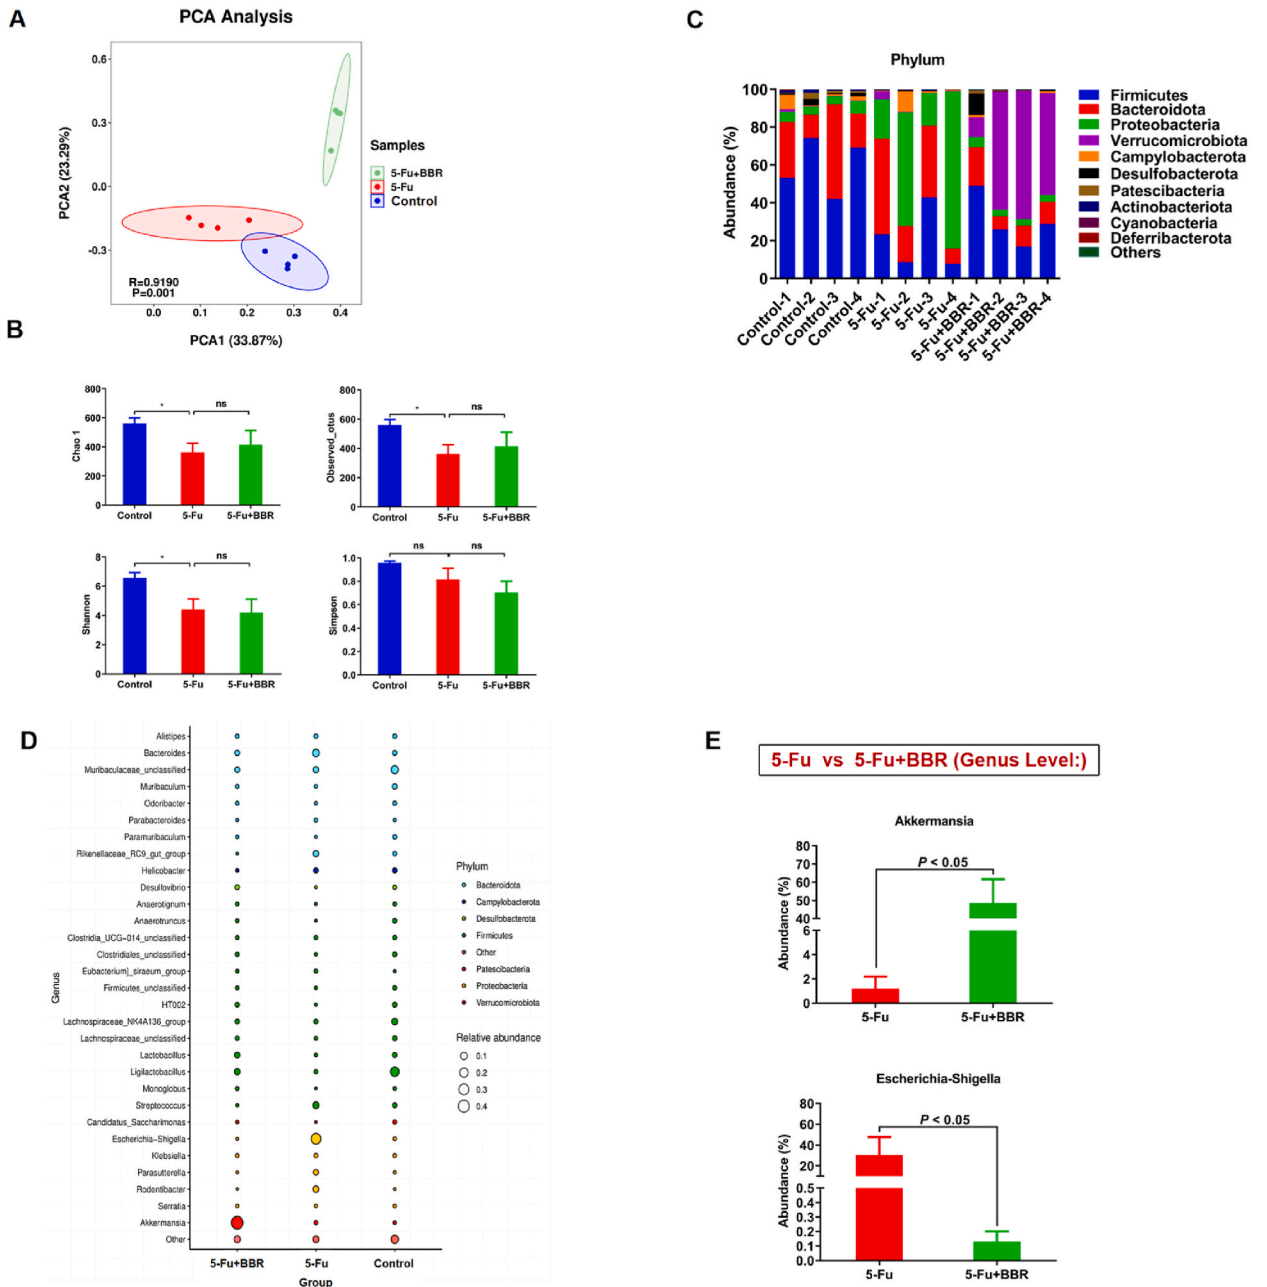 A
PCA Analysis
PCA2 (23.29%)
0.6
0.3
0.0
-0.3
R=0.9190
P=0.001
0.0
0.1
0.2
0.3
0.4
PCA1 (33.87%)
Samples
5-Fu+BBR
5-Fu
Control
C
Phylum
Abundance (%)
100
80
60
40
20
0
Control-1
Control-2
Control-3
Control-4
5-Fu-1
5-Fu-2
5-Fu-3
5-Fu-4
5-Fu+BBR-1
5-Fu+BBR-2
5-Fu+BBR-3
5-Fu+BBR-4
Firmicutes
Bacteroidota
Proteobacteria
Verrucomicrobiota
Campylobacterota
Desulfobacterota
Patescibacteria
Actinobacteriota
Cyanobacteria
Deferribacterota
Others
B
Chao 1
800
600
400
200
0
*
ns
Control
5-Fu
5-Fu+BBR
Observed_otus
800
600
400
200
0
*
ns
Control
5-Fu
5-Fu+BBR
Shannon
8
6
4
2
0
*
ns
Control
5-Fu
5-Fu+BBR
Simpson
1.0
0.8
0.6
0.4
0.2
0.0
ns
ns
Control
5-Fu
5-Fu+BBR
D
Genus
Alistipes
Bacteroides
Muribaculaceae_unclassified
Muribaculum
Odoribacter
Parabacteroides
Paramuribaculum
Rikenellaceae_RC9_gut_group
Helicobacter
Desulfovibrio
Anaerotignum
Anaerotruncus
Clostridia_UCG-014_unclassified
Clostridiales_unclassified
Eubacterium]_siraeum_group
Firmicutes_unclassified
HT002
Lachnospiraceae_NK4A136_group
Lachnospiraceae_unclassified
Lactobacillus
Ligilactobacillus
Monoglobus
Streptococcus
Candidatus_Saccharimonas
Escherichia-Shigella
Klebsiella
Parasutterella
Rodentibacter
Serratia
Akkermansia
Other
5-Fu+BBR
5-Fu
Control
Group
Phylum
Bacteroidota
Campylobacterota
Desulfobacterota
Firmicutes
Other
Patescibacteria
Proteobacteria
Verrucomicrobiota
Relative abundance
0.1
0.2
0.3
0.4
E
5-Fu vs 5-Fu+BBR (Genus Level:)
Akkermansia
Abundance (%)
80
70
60
50
40
6
4
2
0
P < 0.05
5-Fu
5-Fu+BBR
Escherichia-Shigella
Abundance (%)
80
60
40
20
0.5
0.4
0.3
0.2
0.1
0.0
P < 0.05
5-Fu
5-Fu+BBR